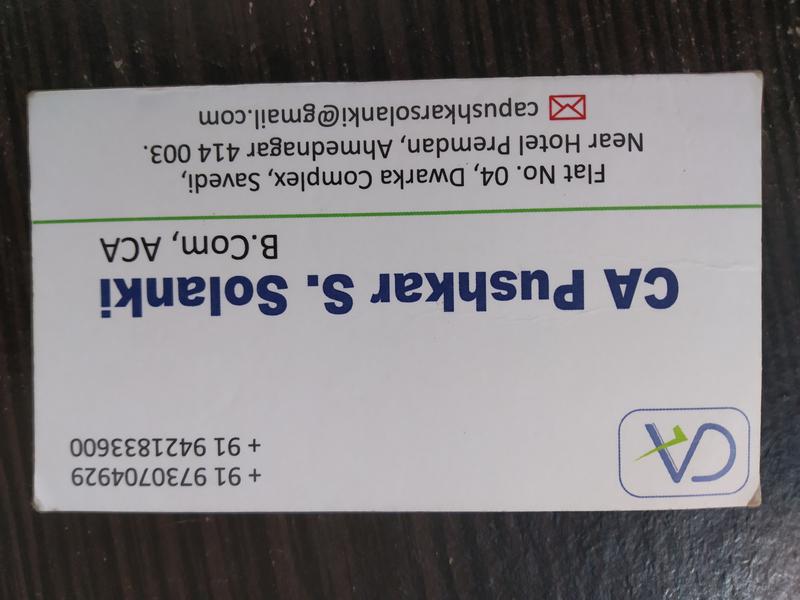 CA
+ 91 9730704929
+ 91 9421833600
CA Pushkar S. Solanki
B.Com, ACA
Flat No. 04, Dwarka Complex, Savedi,
Near Hotel Premdan, Ahmednagar 414 003.
capushkarsolanki@gmail.com